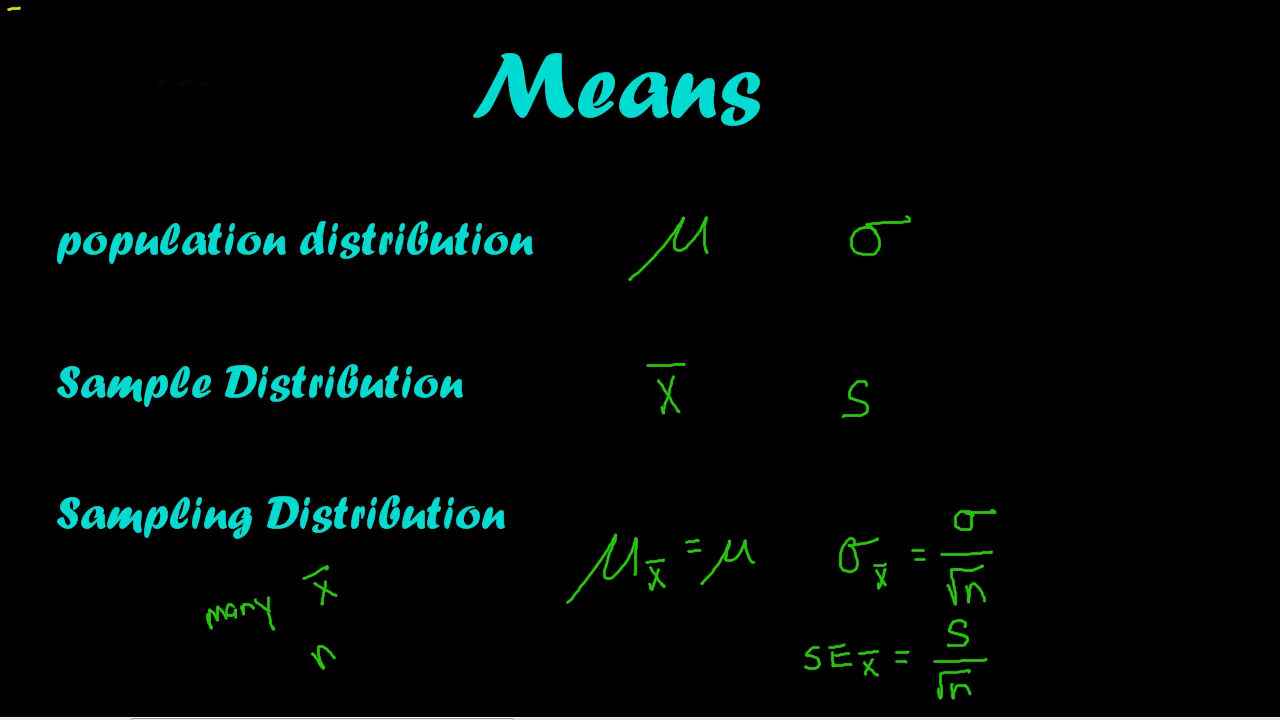 Means
population distribution μ σ
Sample Distribution x̅ s
Sampling Distribution
μx̅ = μ σx̅ = σ/√n
many x̅
n
SEx̅ = s/√n